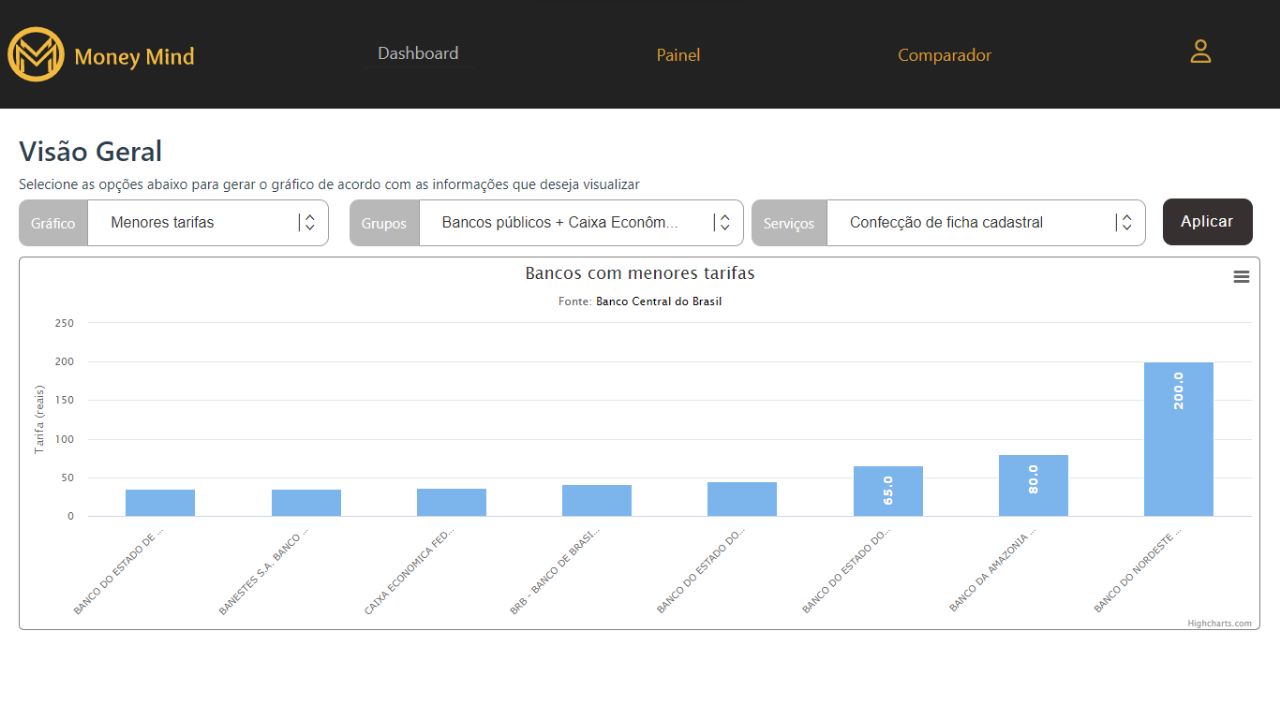 Money Mind
Dashboard
Painel
Comparador
Visão Geral
Selecione as opções abaixo para gerar o gráfico de acordo com as informações que deseja visualizar
Gráfico
Menores tarifas
Grupos
Bancos públicos + Caixa Econôm...
Serviços
Confecção de ficha cadastral
Aplicar
Bancos com menores tarifas
Fonte: Banco Central do Brasil
Tarifa (reais)
250
200
150
100
50
0
65.0
80.0
200.0
BANCO DO ESTADO DE ...
BANESTES S.A. BANCO ...
CAIXA ECONOMICA FED...
BRB - BANCO DE BRASI...
BANCO DO ESTADO DO...
BANCO DO ESTADO DO...
BANCO DA AMAZONIA ...
BANCO DO NORDESTE ...
Highcharts.com